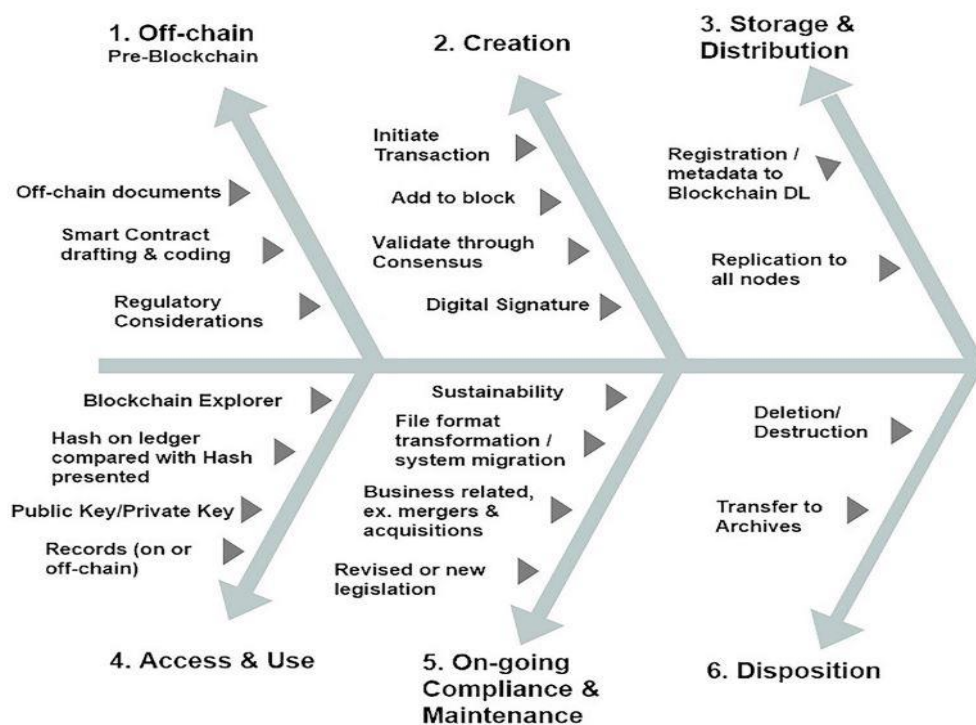 1. Off-chain
Pre-Blockchain
Off-chain documents
Smart Contract
drafting & coding
Regulatory
Considerations
2. Creation
Initiate
Transaction
Add to block
Validate through
Consensus
Digital Signature
3. Storage &
Distribution
Registration /
metadata to
Blockchain DL
Replication to
all nodes
Blockchain Explorer
Hash on ledger
compared with Hash
presented
Public Key/Private Key
Records (on or
off-chain)
4. Access & Use
Sustainability
File format
transformation /
system migration
Business related,
ex. mergers &
acquisitions
Revised or new
legislation
5. On-going
Compliance &
Maintenance
Deletion/
Destruction
Transfer to
Archives
6. Disposition